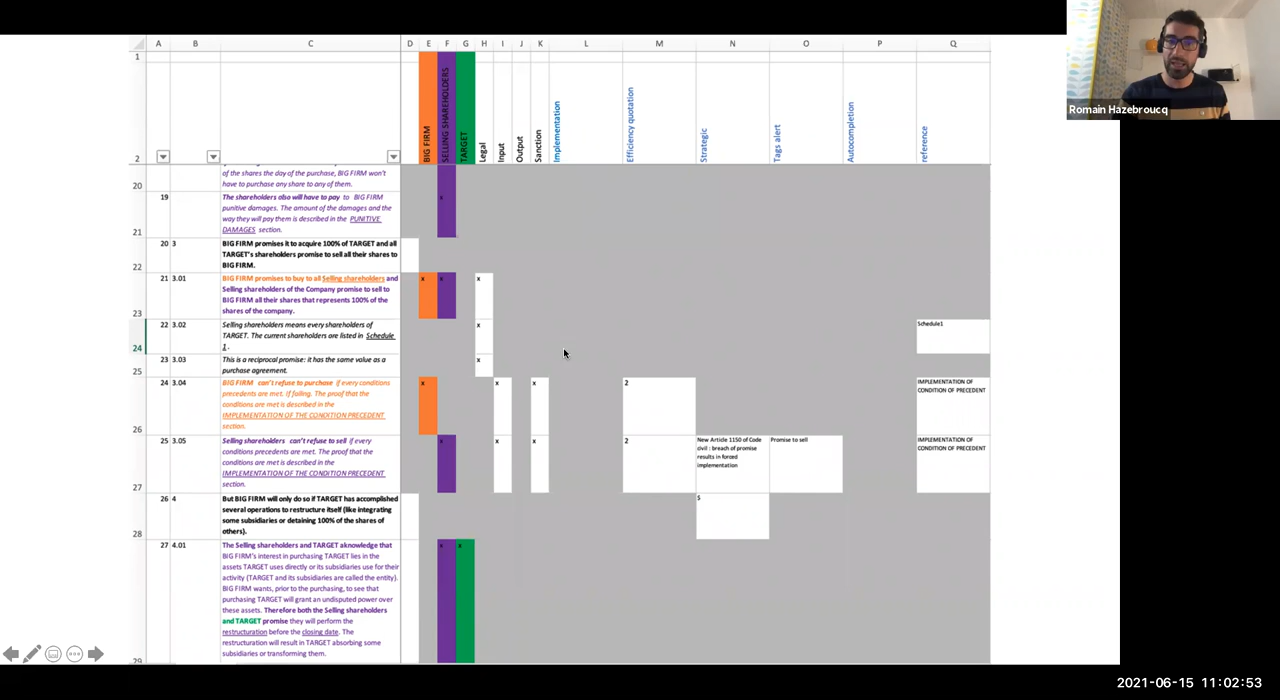 A B C D E F G H I J K L M N O P Q
1
2
BIG FIRM
SELLING SHAREHOLDERS
TARGET
Legal
Input
Output
Sanction
Implementation
Efficiency quotation
Strategic
Tags alert
Autocompletion
reference
Romain Hazebroucq
20
of the shares the day of the purchase, BIG FIRM won't
have to purchase any share to any of them.
21
19
The shareholders also will have to pay to BIG FIRM
punitive damages. The amount of the damages and the
way they will pay them is described in the PUNITIVE
DAMAGES section.
x
22
20 3
BIG FIRM promises it to acquire 100% of TARGET and all
TARGET's shareholders promise to sell all their shares to
BIG FIRM.
23
21 3.01
BIG FIRM promises to buy to all Selling shareholders and
Selling shareholders of the Company promise to sell to
BIG FIRM all their shares that represents 100% of the
shares of the company.
x x x
24
22 3.02
Selling shareholders means every shareholders of
TARGET. The current shareholders are listed in Schedule
1.
x
Schedule1
25
23 3.03
This is a reciprocal promise: it has the same value as a
purchase agreement.
x
26
24 3.04
BIG FIRM can't refuse to purchase if every conditions
precedents are met. If failing. The proof that the
conditions are met is described in the
IMPLEMENTATION OF THE CONDITION PRECEDENT
section.
x x x
2
IMPLEMENTATION OF
CONDITION OF PRECEDENT
27
25 3.05
Selling shareholders can't refuse to sell if every
conditions precedents are met. The proof that the
conditions are met is described in the
IMPLEMENTATION OF THE CONDITION PRECEDENT
section.
x x x
2
New Article 1150 of Code
civil : breach of promise
results in forced
implementation
Promise to sell
IMPLEMENTATION OF
CONDITION OF PRECEDENT
28
26 4
But BIG FIRM will only do so if TARGET has accomplished
several operations to restructure itself (like integrating
some subsidiaries or detaining 100% of the shares of
others).
29
27 4.01
The Selling shareholders and TARGET aknowledge that
BIG FIRM's interest in purchasing TARGET lies in the
assets TARGET uses directly or its subsidiaries use for their
activity (TARGET and its subsidiaries are called the entity).
BIG FIRM wants, prior to the purchasing, to see that
purchasing TARGET will grant an undisputed power over
these assets. Therefore both the Selling shareholders
and TARGET promise they will perform the
restructuration before the closing date. The
restructuration will result in TARGET absorbing some
subsidiaries or transforming them.
x x
2021-06-15 11:02:53